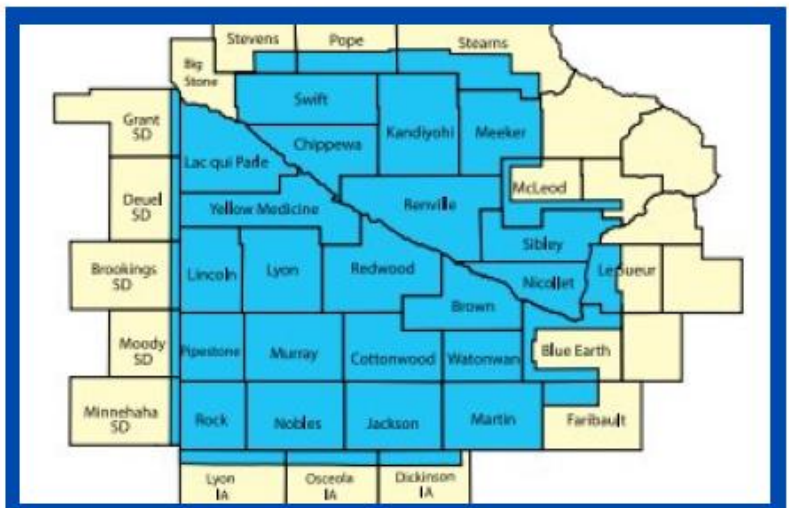 Stevens
Pope
Stearns
Big
Stone
Swift
Grant
SD
Kandiyohi
Meeker
Chippewa
Lac qui Parle
McLeod
Deuel
SD
Yellow Medicine
Renville
Sibley
Brookings
SD
Lincoln
Lyon
Redwood
Nicollet
LeSueur
Brown
Moody
SD
Pipestone
Murray
Cottonwood
Watonwan
Blue Earth
Minnehaha
SD
Rock
Nobles
Jackson
Martin
Faribault
Lyon
IA
Osceola
IA
Dickinson
IA